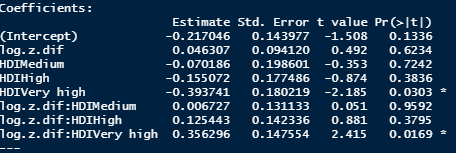 Coefficients:
Estimate Std. Error t value Pr(>|t|)
(Intercept) -0.217046 0.143977 -1.508 0.1336
log.z.dif 0.046307 0.094120 0.492 0.6234
HDIMedium -0.070186 0.198601 -0.353 0.7242
HDIHigh -0.155072 0.177486 -0.874 0.3836
HDIVery high -0.393741 0.180219 -2.185 0.0303 *
log.z.dif:HDIMedium 0.006727 0.131133 0.051 0.9592
log.z.dif:HDIHigh 0.125443 0.142336 0.881 0.3795
log.z.dif:HDIVery high 0.356296 0.147554 2.415 0.0169 *
---